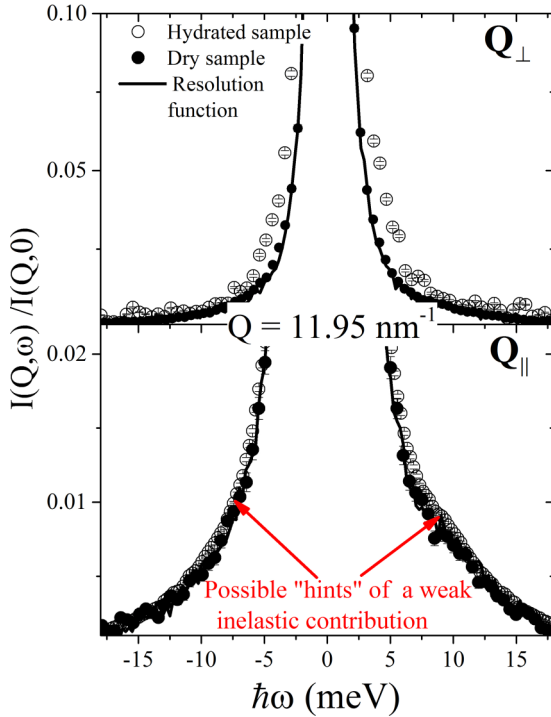 0.10
Hydrated sample
Dry sample
Resolution
function
Q⊥
0.05
I(Q,ω) /I(Q,0)
Q = 11.95 nm⁻¹
0.02
Q∥
0.01
Possible "hints" of a weak
inelastic contribution
-15 -10 -5 0 5 10 15
ħω (meV)